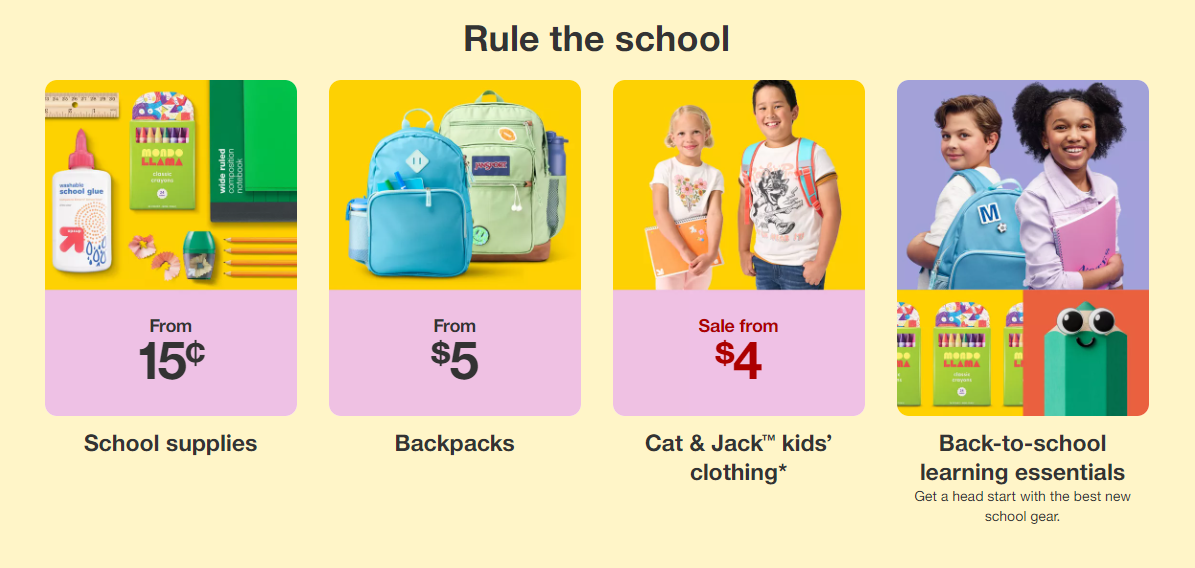 Rule the school
washable
school glue
up&up
MONDO
LLAMA
classic
crayons
24
wide ruled
composition
notebook
JANSPORT
M
MONDO
LLAMA
classic
crayons
From
15¢
From
$5
Sale from
$4
School supplies
Backpacks
Cat & Jack™ kids’
clothing*
Back-to-school
learning essentials
Get a head start with the best new
school gear.